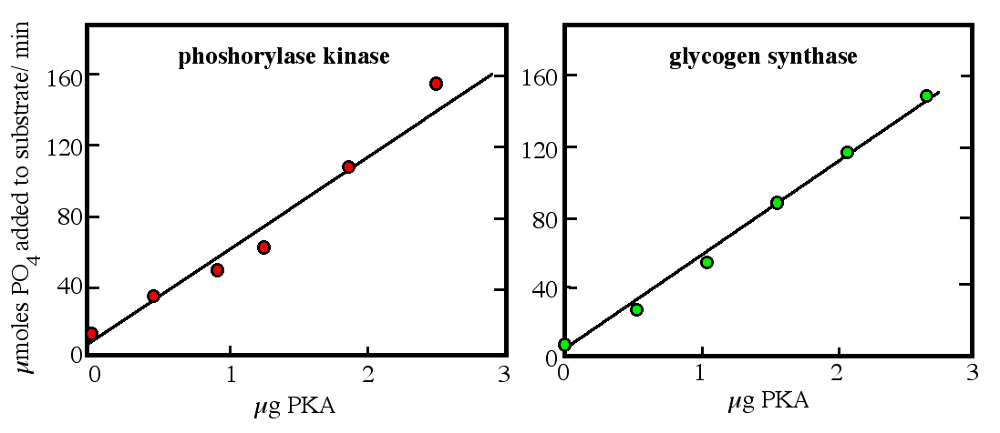 phoshorylase kinase
μmoles PO4 added to substrate/ min
160
120
80
40
0
0 1 2 3
μg PKA
glycogen synthase
160
120
80
40
0
0 1 2 3
μg PKA